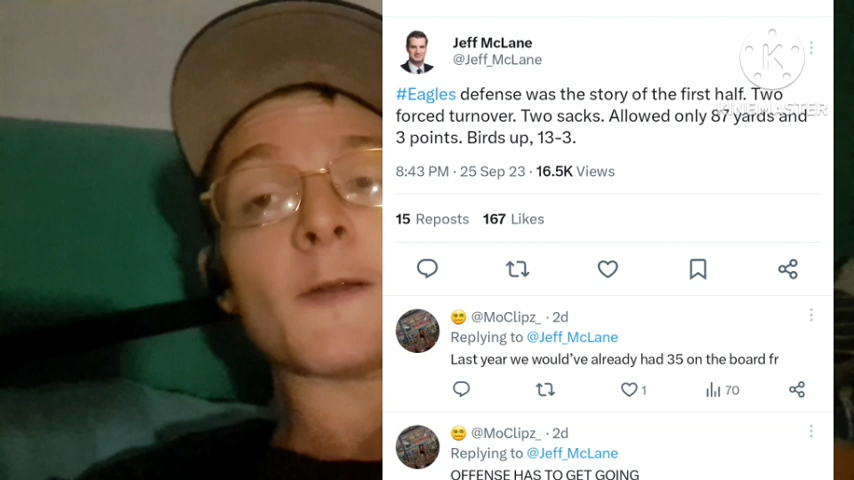 Jeff McLane
@Jeff_McLane
KINEMASTER
#Eagles defense was the story of the first half. Two
forced turnover. Two sacks. Allowed only 87 yards and
3 points. Birds up, 13-3.
8:43 PM · 25 Sep 23 · 16.5K Views
15 Reposts 167 Likes
@MoClipz_ · 2d
Replying to @Jeff_McLane
Last year we would’ve already had 35 on the board fr
1 70
@MoClipz_ · 2d
Replying to @Jeff_McLane
OFFENSE HAS TO GET GOING